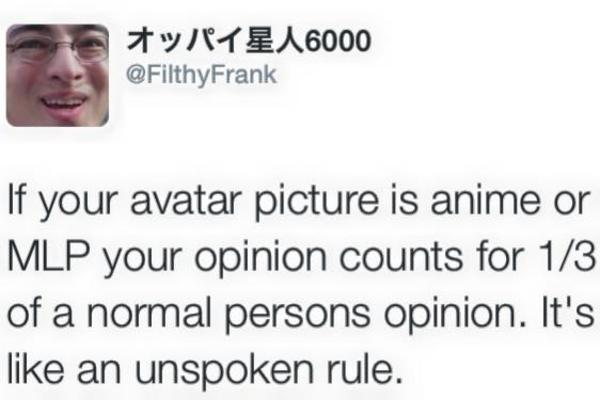 オッパイ星人6000
@FilthyFrank
If your avatar picture is anime or
MLP your opinion counts for 1/3
of a normal persons opinion. It's
like an unspoken rule.